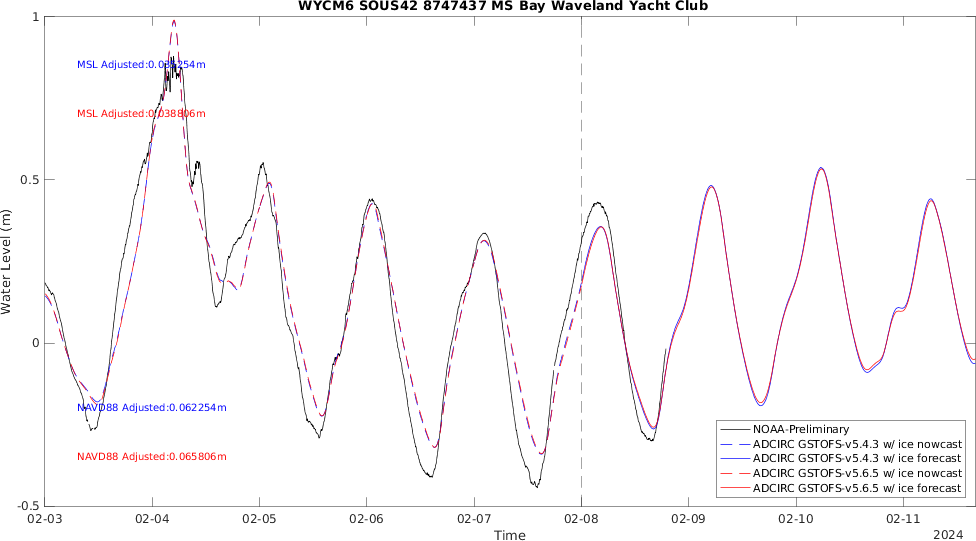 WYCM6 SOUS42 8747437 MS Bay Waveland Yacht Club
1
0.5
0
-0.5
Water Level (m)
MSL Adjusted:0.035254m
MSL Adjusted:0.038806m
NAVD88 Adjusted:0.062254m
NAVD88 Adjusted:0.065806m
NOAA-Preliminary
ADCIRC GSTOFS-v5.4.3 w/ ice nowcast
ADCIRC GSTOFS-v5.4.3 w/ ice forecast
ADCIRC GSTOFS-v5.6.5 w/ ice nowcast
ADCIRC GSTOFS-v5.6.5 w/ ice forecast
02-03 02-04 02-05 02-06 02-07 02-08 02-09 02-10 02-11
Time
2024